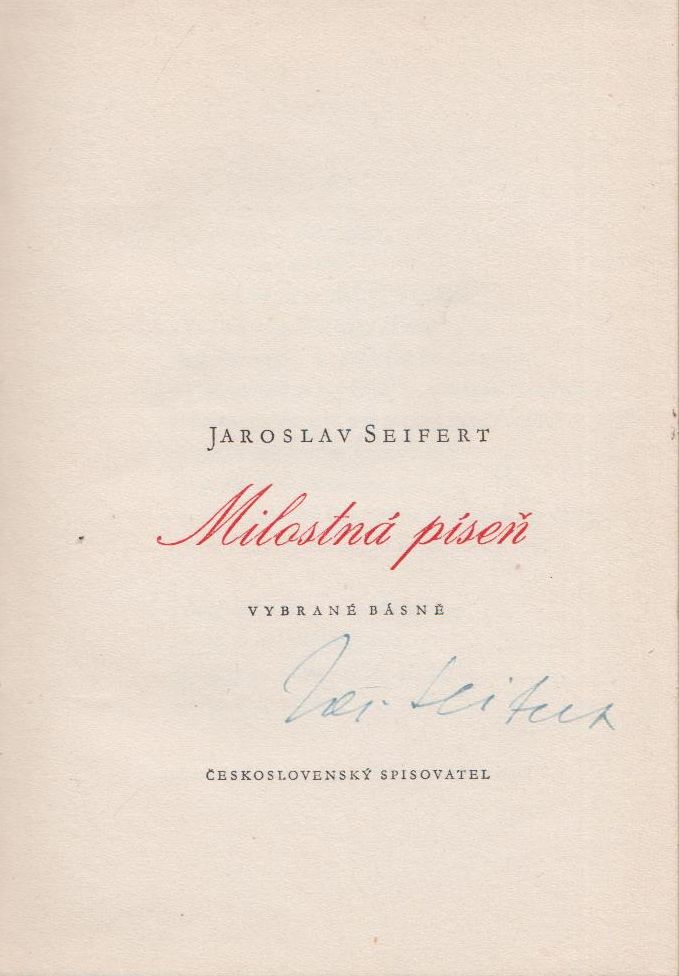 JAROSLAV SEIFERT
Milostná píseň
VYBRANÉ BÁSNĚ
Jar. Seifert
ČESKOSLOVENSKÝ SPISOVATEL